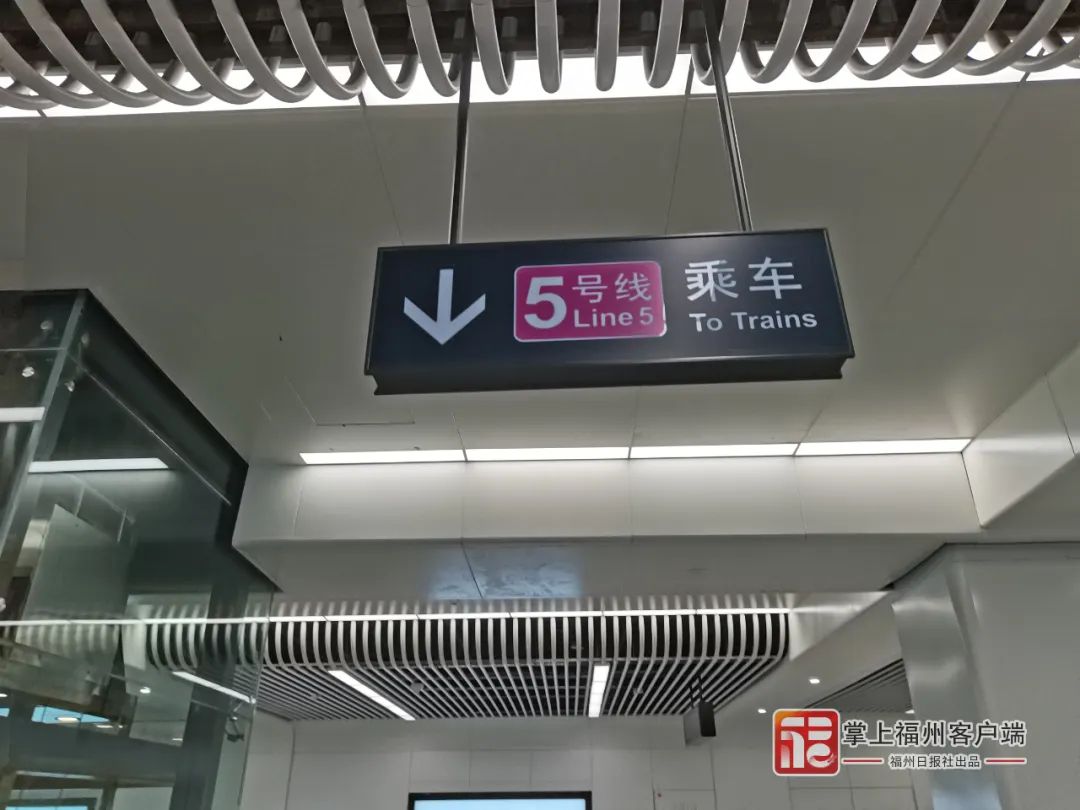 5号线 乘车
Line 5 To Trains
掌上福州客户端
福州日报社出品